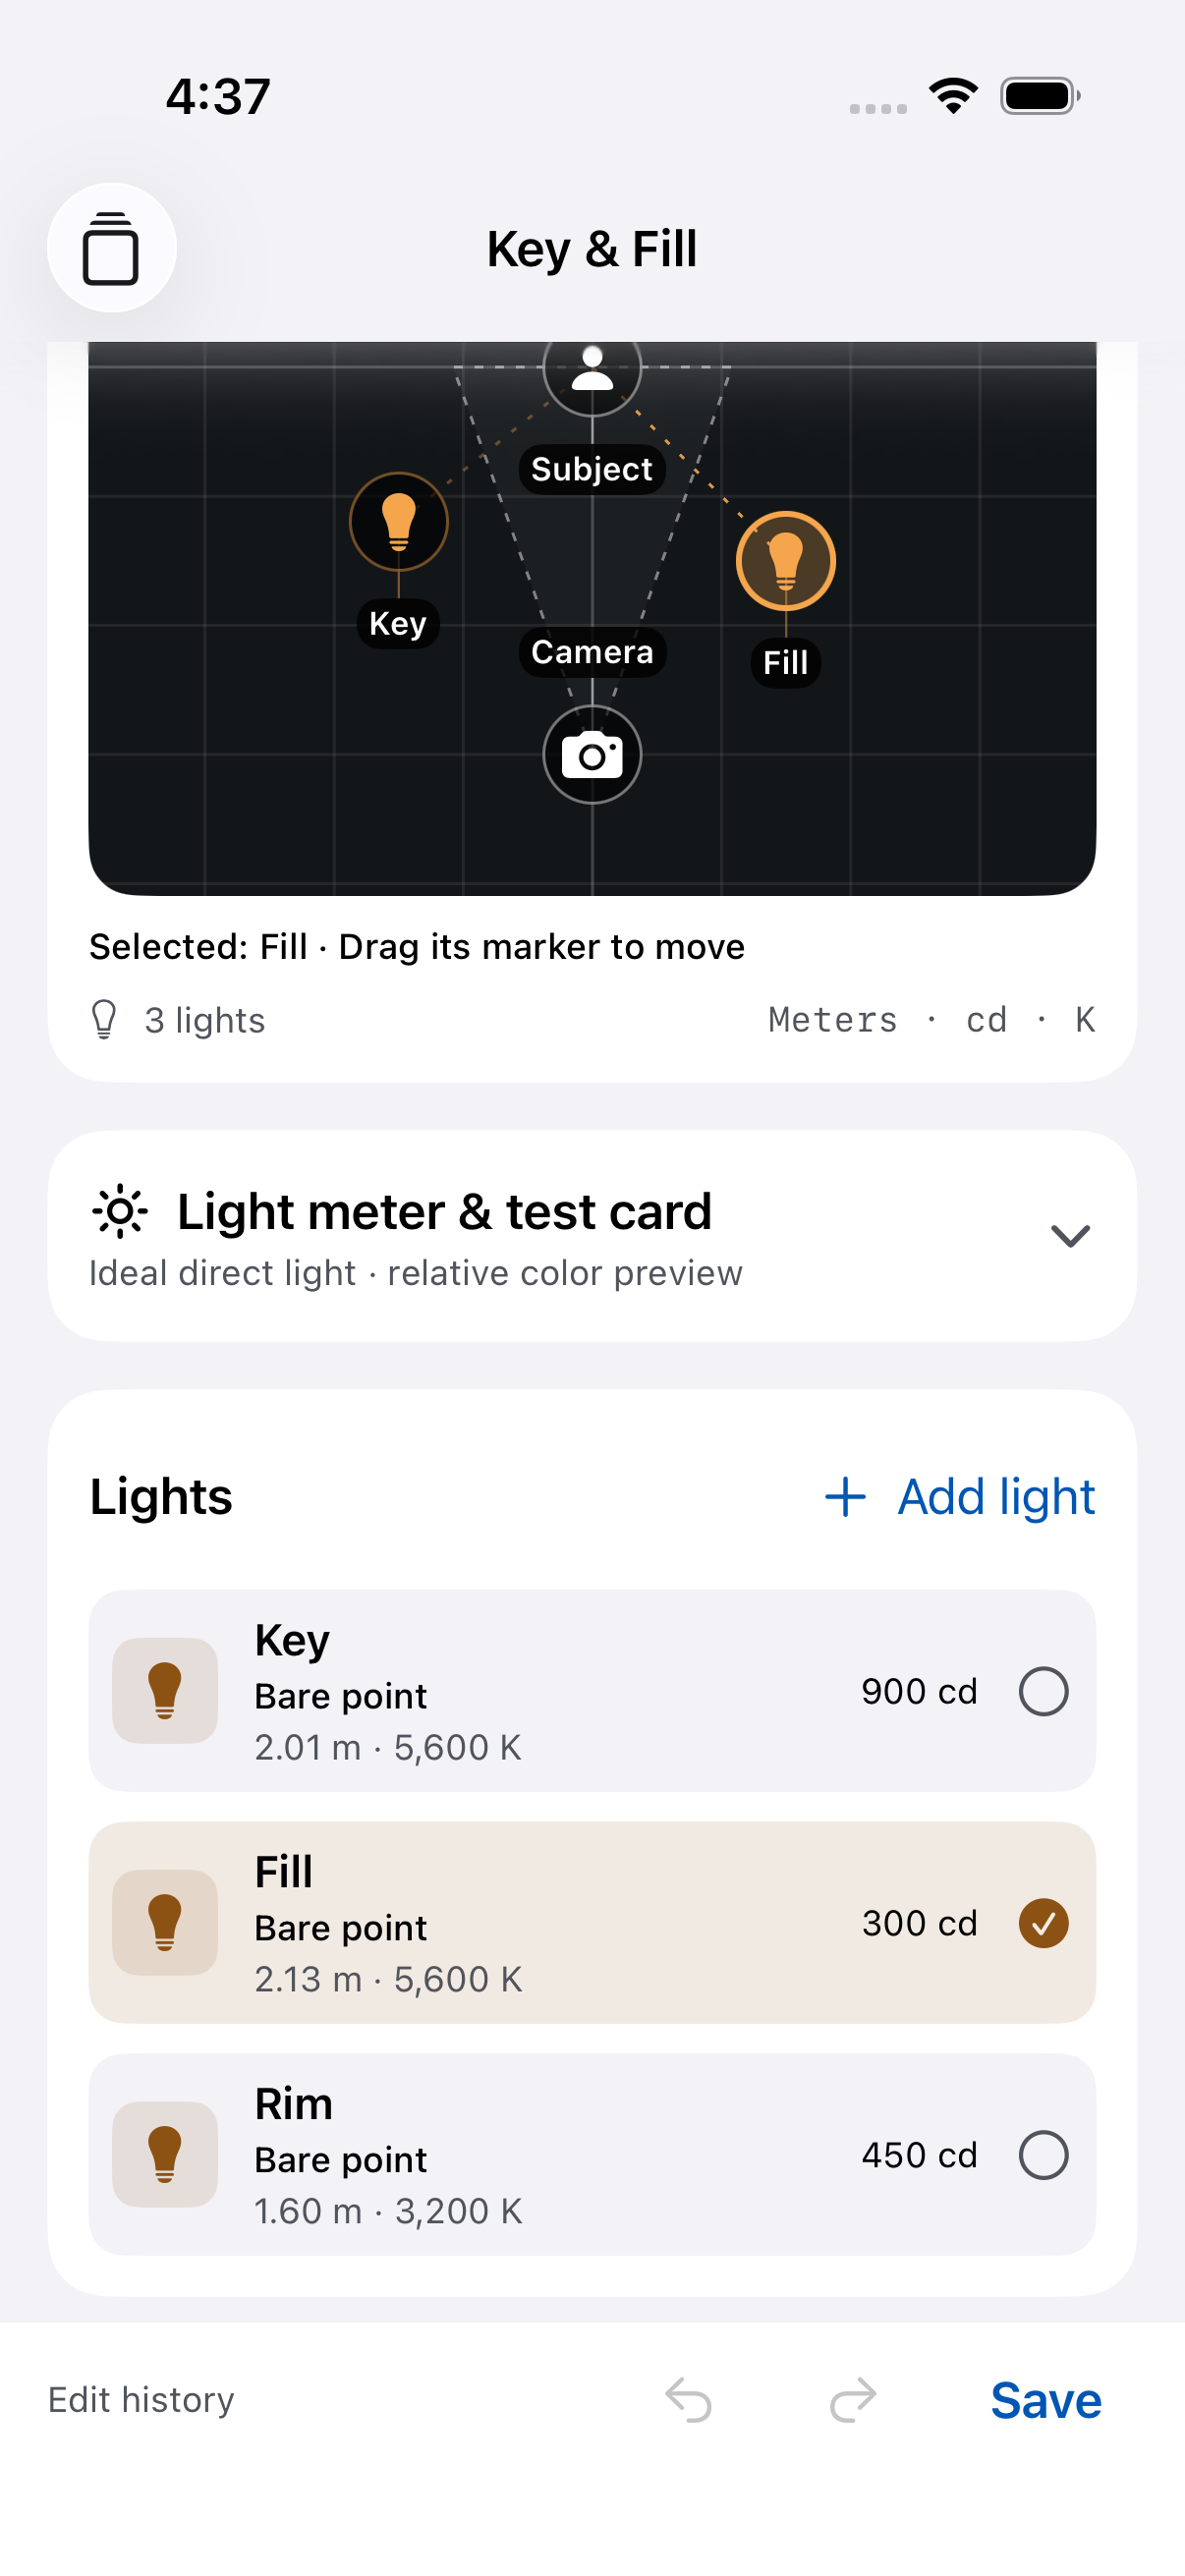 4:37
Key & Fill
Subject
Key
Camera
Fill
Selected: Fill · Drag its marker to move
3 lights
Meters · cd · K
Light meter & test card
Ideal direct light · relative color preview
Lights
+ Add light
Key
Bare point
2.01 m · 5,600 K
900 cd
Fill
Bare point
2.13 m · 5,600 K
300 cd
Rim
Bare point
1.60 m · 3,200 K
450 cd
Edit history
Save